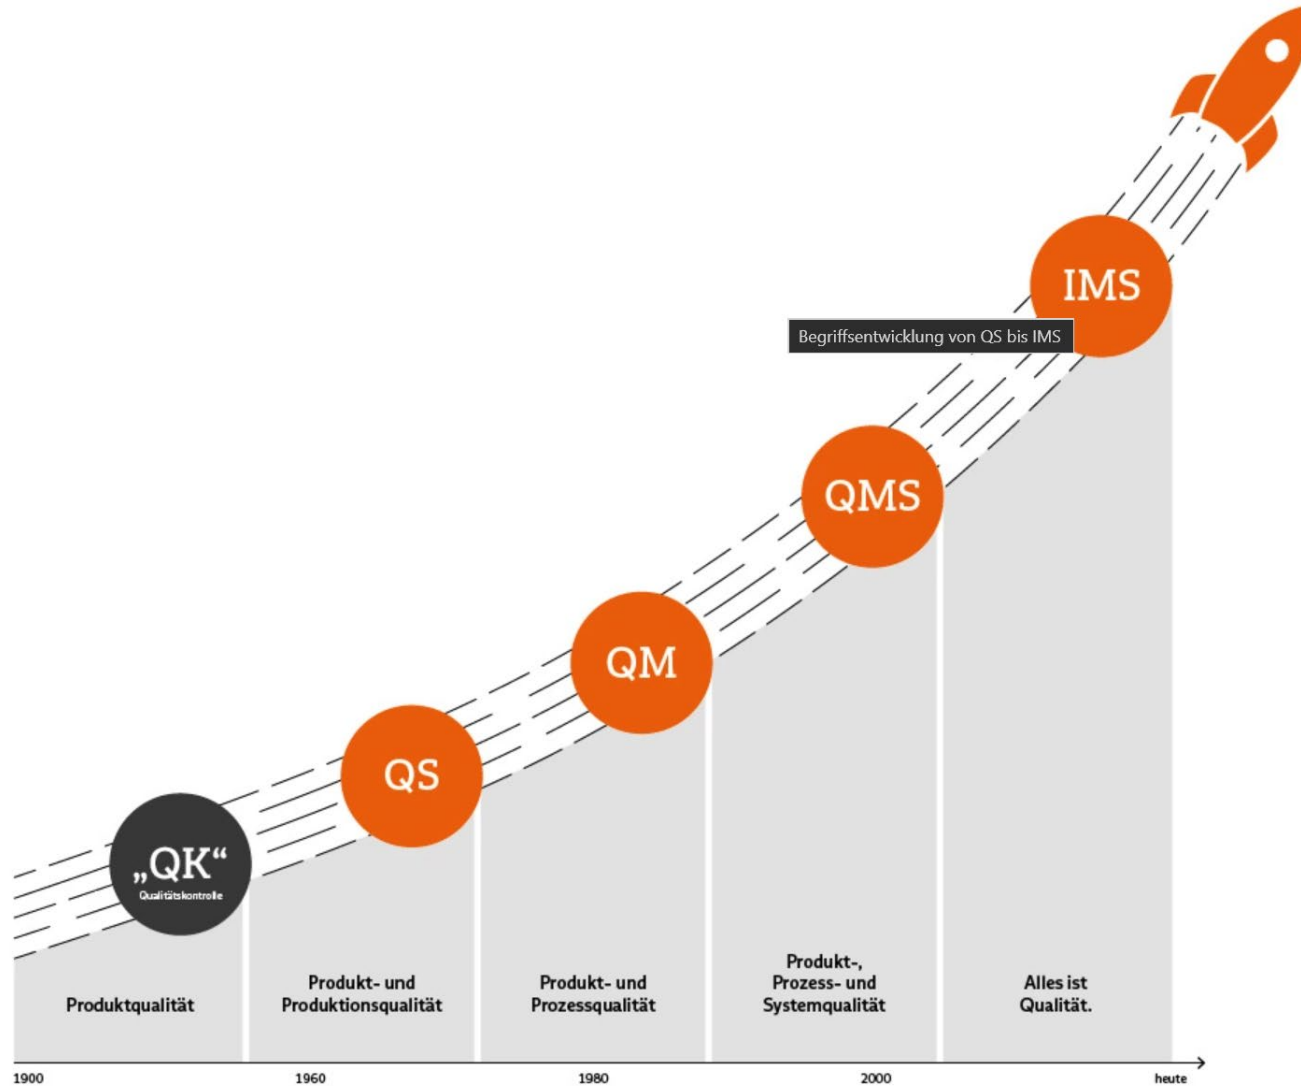 IMS
Begriffsentwicklung von QS bis IMS
QMS
QM
QS
„QK“
Qualitätskontrolle
Produktqualität
Produkt- und
Produktionsqualität
Produkt- und
Prozessqualität
Produkt-,
Prozess- und
Systemqualität
Alles ist
Qualität.
1900
1960
1980
2000
heute